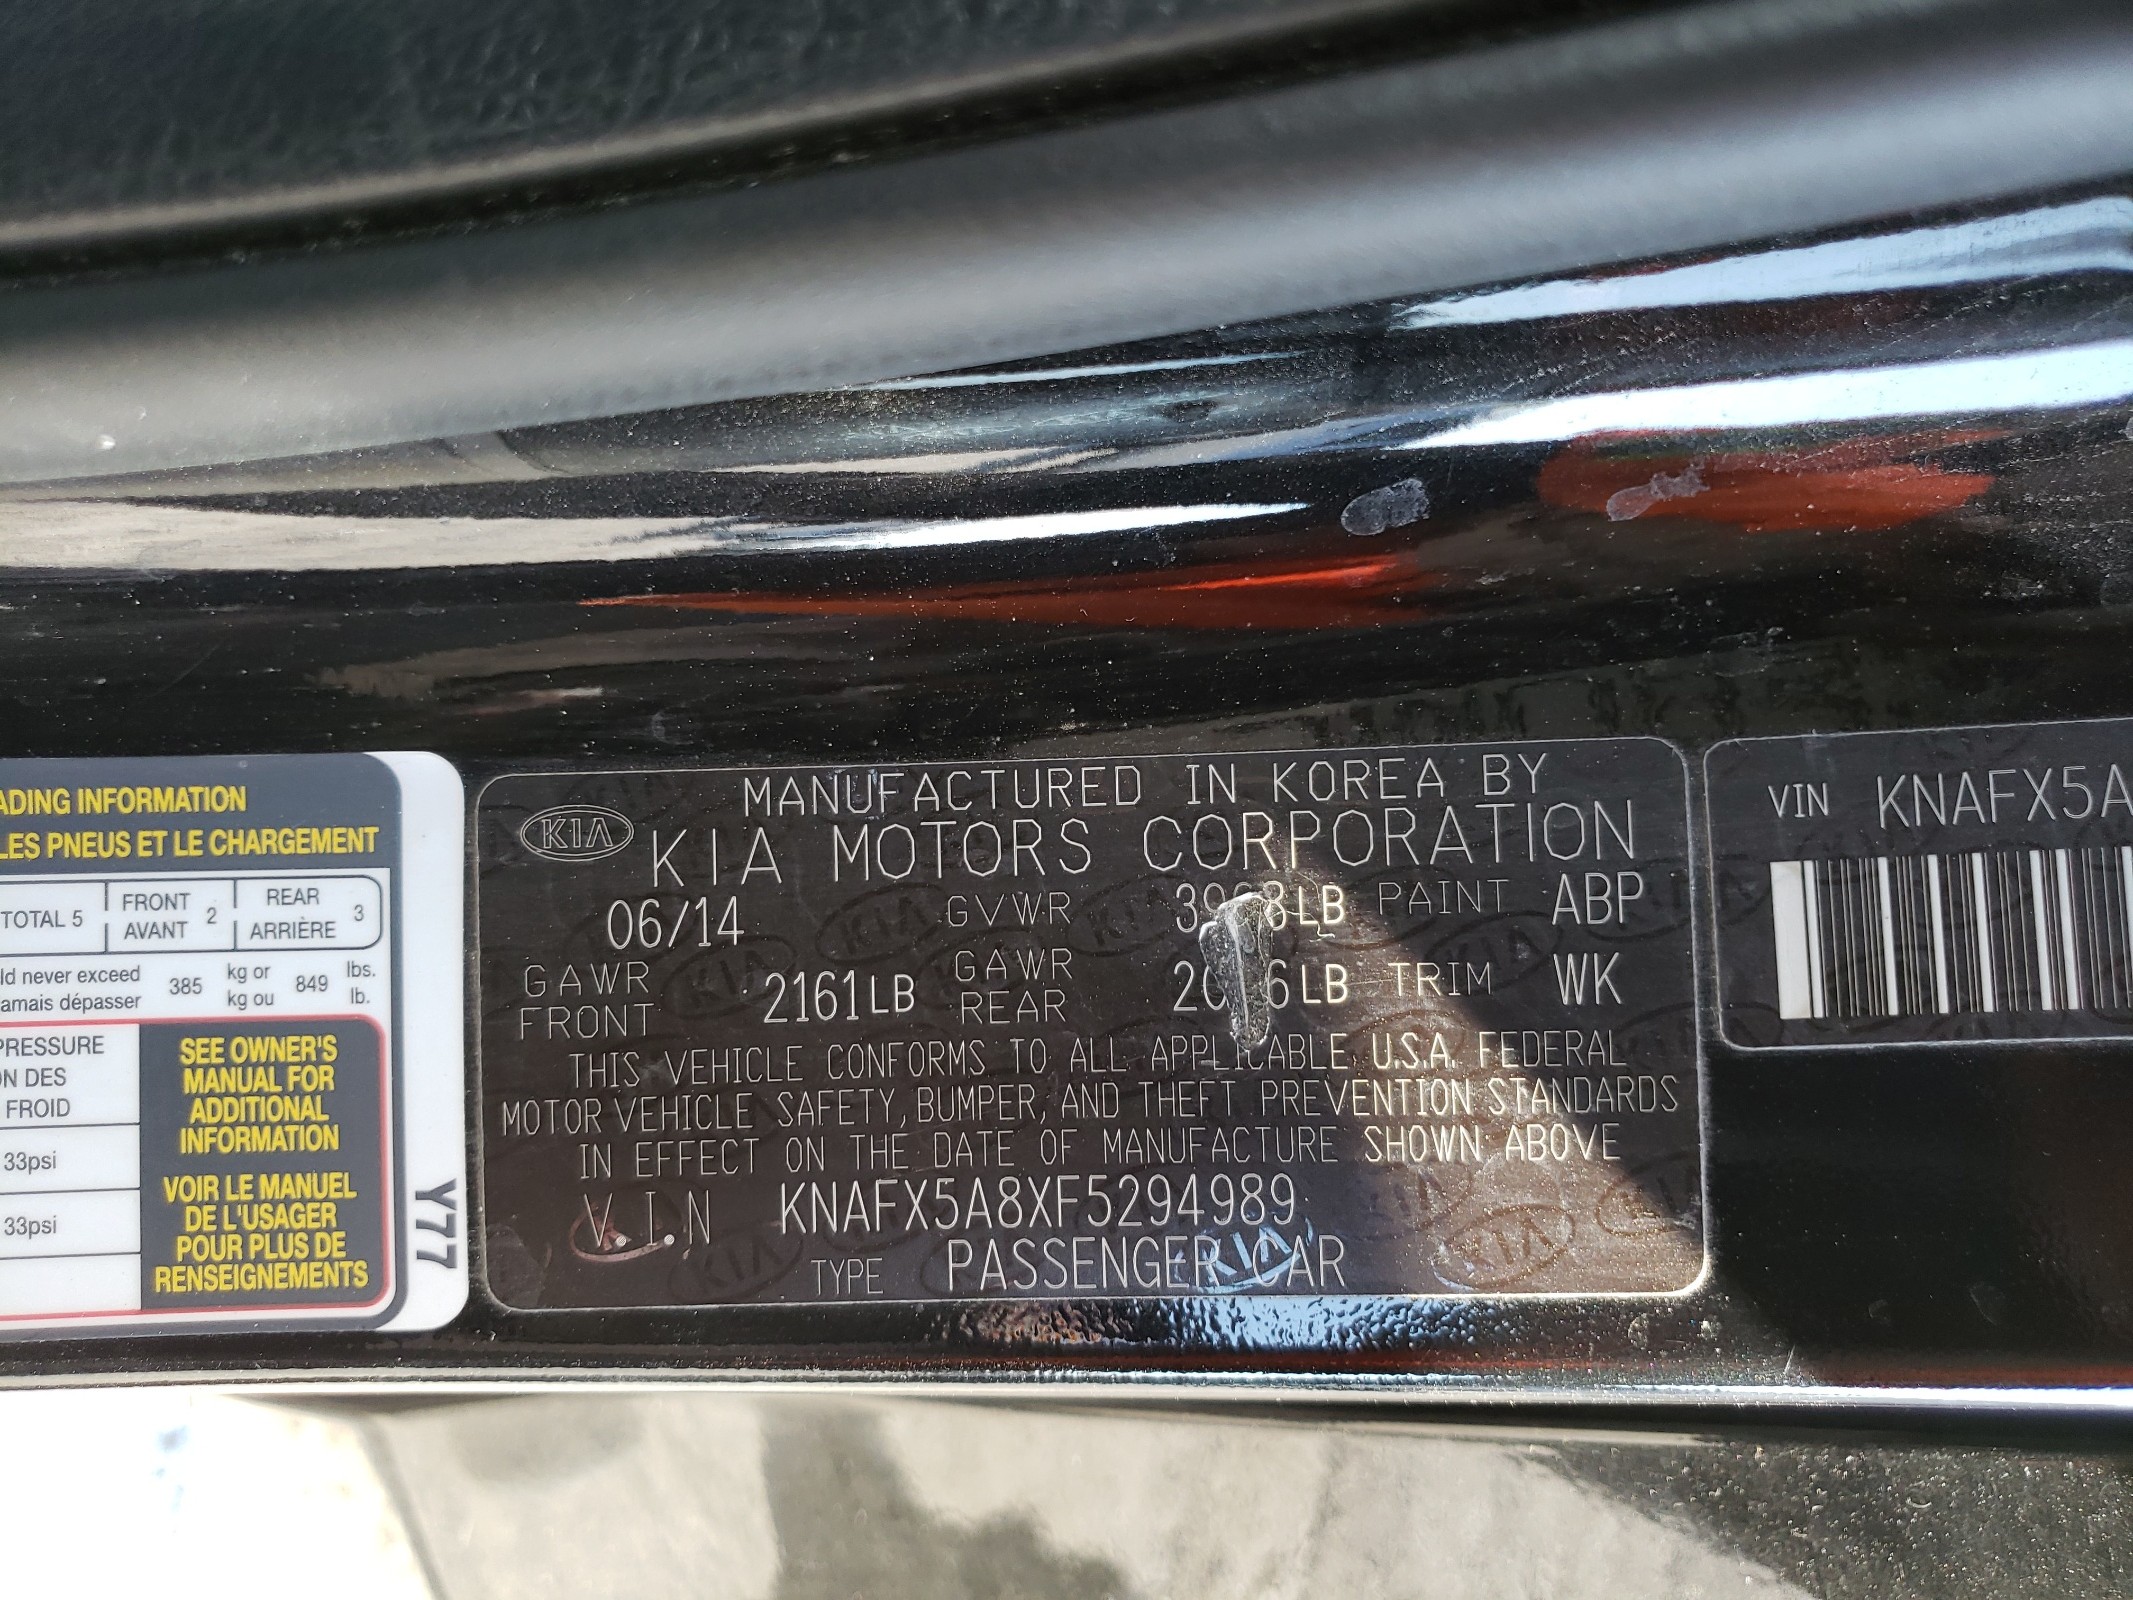 ADING INFORMATION
LES PNEUS ET LE CHARGEMENT
TOTAL 5 FRONT AVANT 2 REAR ARRIÈRE 3
ld never exceed 385 kg or 849 lbs.
amais dépasser kg ou lb.
PRESSURE
N DES
FROID
33psi
33psi
SEE OWNER'S
MANUAL FOR
ADDITIONAL
INFORMATION
VOIR LE MANUEL
DE L'USAGER
POUR PLUS DE
RENSEIGNEMENTS
Y77
KIA
MANUFACTURED IN KOREA BY
KIA MOTORS CORPORATION
06/14 GVWR LB PAINT ABP
GAWR FRONT 2161LB GAWR REAR LB TRIM WK
THIS VEHICLE CONFORMS TO ALL APPLICABLE U.S.A. FEDERAL
MOTOR VEHICLE SAFETY, BUMPER, AND THEFT PREVENTION STANDARDS
IN EFFECT ON THE DATE OF MANUFACTURE SHOWN ABOVE
V.I.N KNAFX5A8XF5294989
TYPE PASSENGER CAR
VIN KNAFX5A